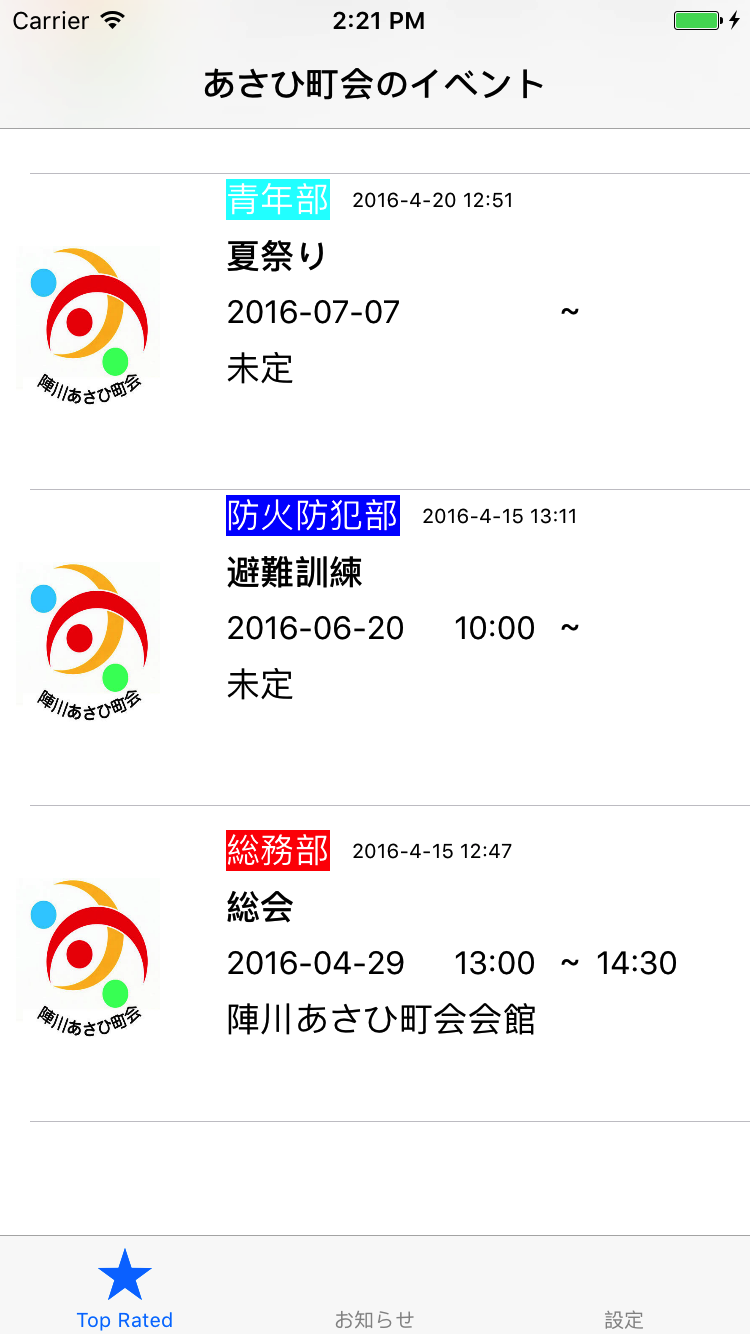 Carrier 2:21 PM
あさひ町会のイベント
青年部 2016-4-20 12:51
夏祭り
2016-07-07 ~
未定
陣川あさひ町会
防火防犯部 2016-4-15 13:11
避難訓練
2016-06-20 10:00 ~
未定
陣川あさひ町会
総務部 2016-4-15 12:47
総会
2016-04-29 13:00 ~ 14:30
陣川あさひ町会会館
陣川あさひ町会
Top Rated お知らせ 設定